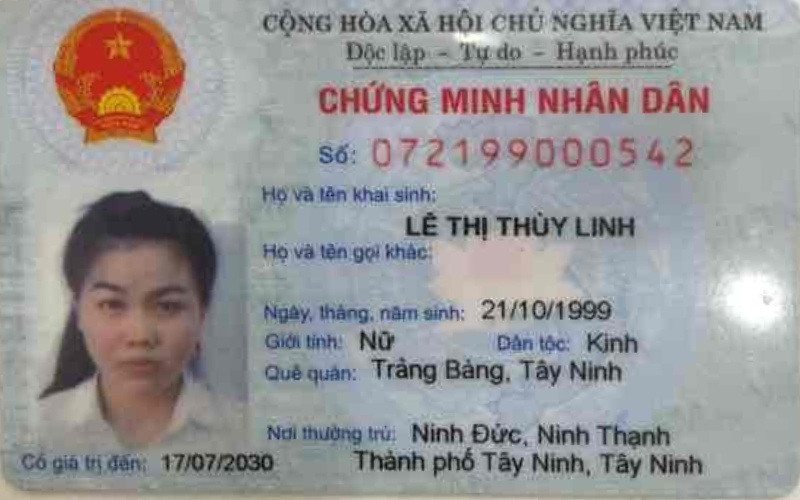 CỘNG HÒA XÃ HỘI CHỦ NGHĨA VIỆT NAM
Độc lập - Tự do - Hạnh phúc
CHỨNG MINH NHÂN DÂN
Số: 072199000542
Họ và tên khai sinh:
LÊ THỊ THÙY LINH
Họ và tên gọi khác:
Ngày, tháng, năm sinh: 21/10/1999
Giới tính: Nữ Dân tộc: Kinh
Quê quán: Trảng Bàng, Tây Ninh
Nơi thường trú: Ninh Đức, Ninh Thạnh
Thành phố Tây Ninh, Tây Ninh
Có giá trị đến: 17/07/2030